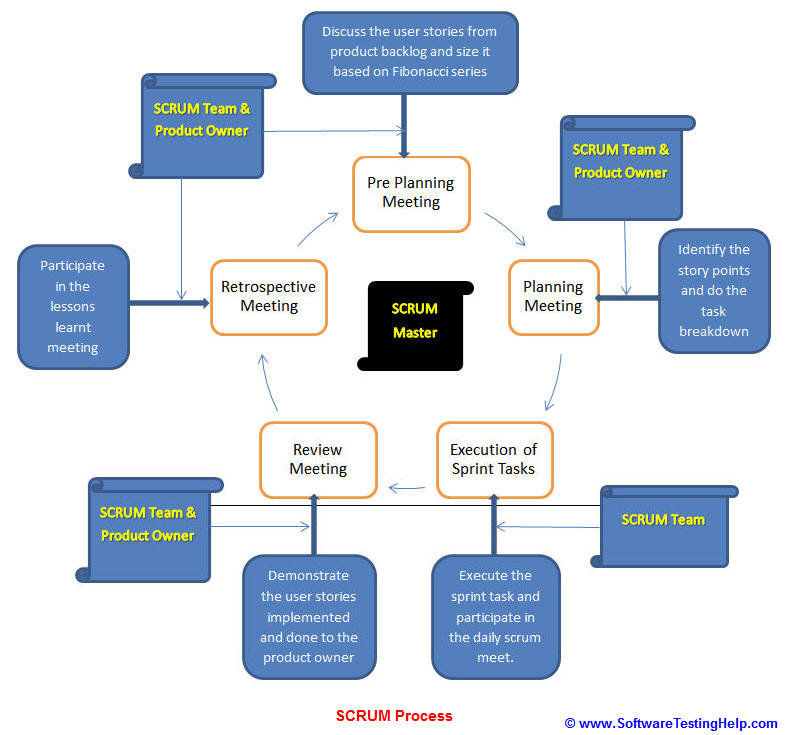 Discuss the user stories from
product backlog and size it
based on Fibonacci series
SCRUM Team &
Product Owner
SCRUM Team &
Product Owner
Pre Planning
Meeting
Participate
in the
lessons
learnt
meeting
Retrospective
Meeting
SCRUM
Master
Planning
Meeting
Identify the
story points
and do the
task
breakdown
Review
Meeting
Execution of
Sprint Tasks
SCRUM Team &
Product Owner
SCRUM Team
Demonstrate
the user stories
implemented
and done to the
product owner
Execute the
sprint task and
participate in
the daily scrum
meet.
SCRUM Process
© www.SoftwareTestingHelp.com